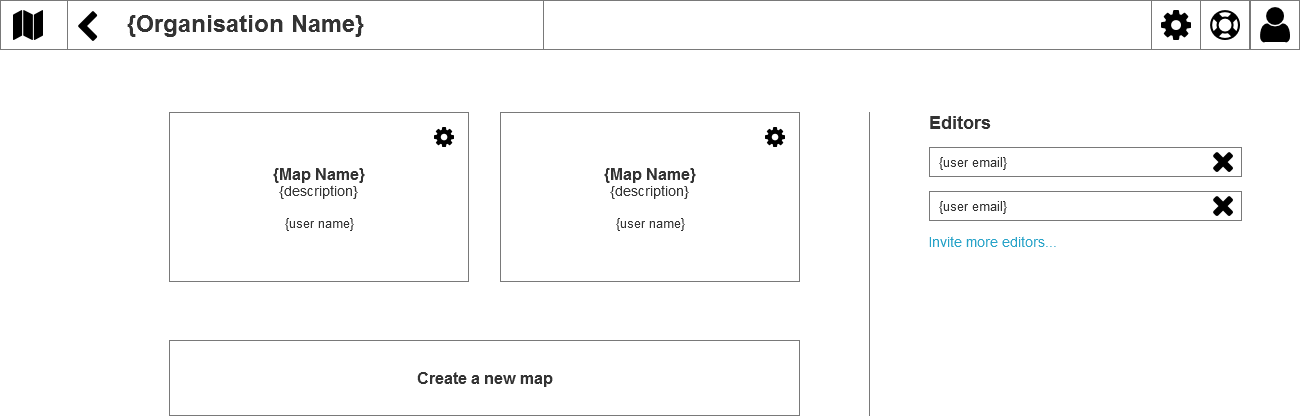 {Organisation Name}
{Map Name}
{description}
{user name}
{Map Name}
{description}
{user name}
Create a new map
Editors
{user email}
{user email}
Invite more editors...